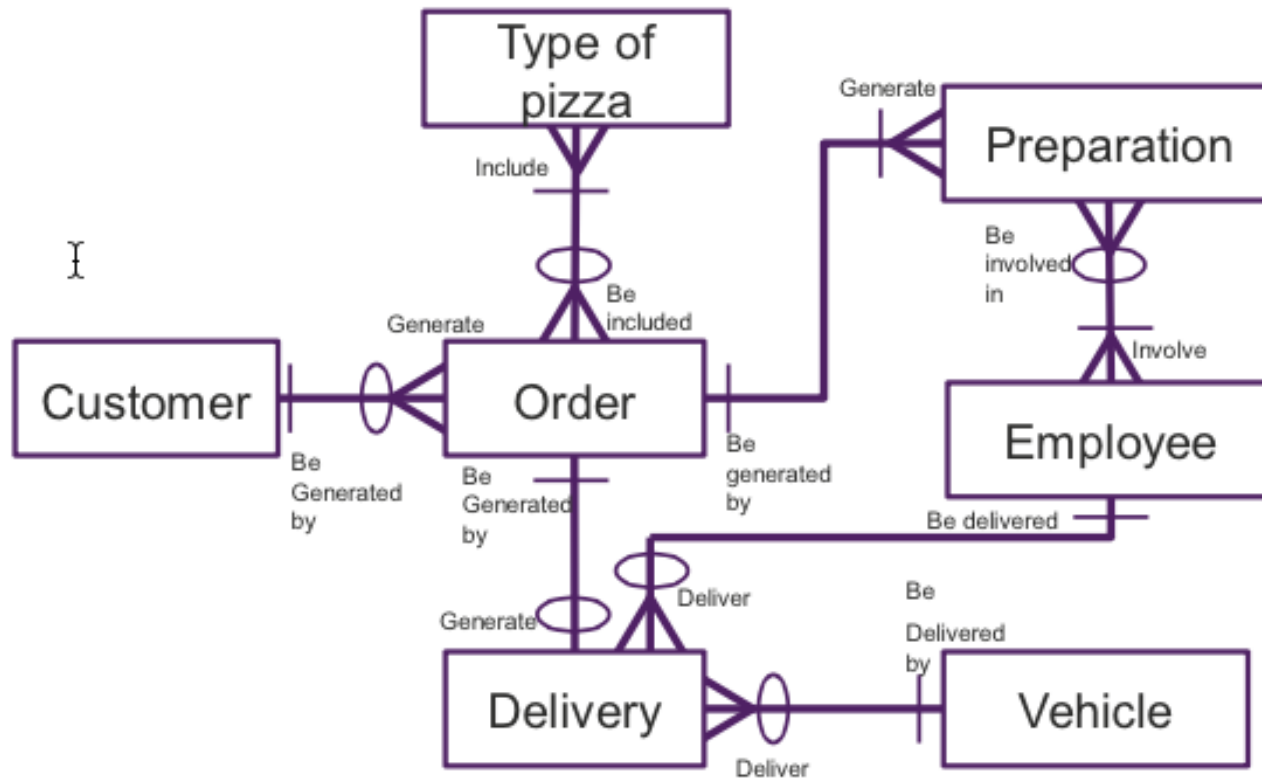 Type of
pizza
Generate
Preparation
Include
Be
involved
in
Be
included
Generate
Involve
Customer
Order
Employee
Be
Generated
by
Be
Generated
by
Be
generated
by
Be delivered
Deliver
Generate
Be
Delivered
by
Delivery
Vehicle
Deliver